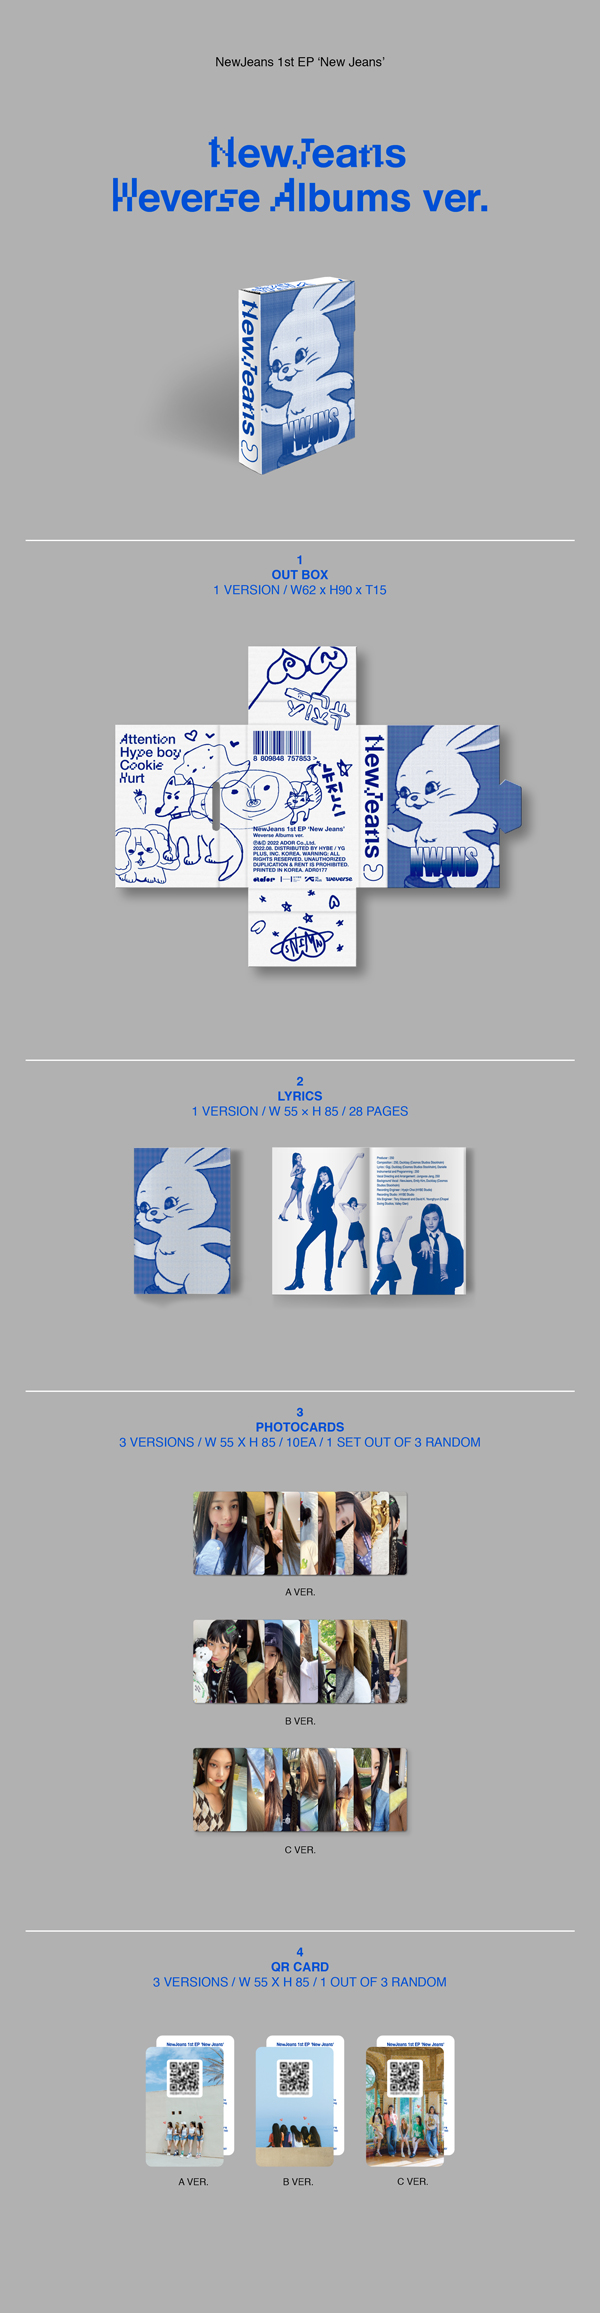 NewJeans 1st EP ‘New Jeans’
NewJeans
Weverse Albums ver.
NewJeans
NWJNS
1
OUT BOX
1 VERSION / W62 x H90 x T15
Attention
Hype boy
Cookie
Hurt
8 809848 757853 >
NewJeans 1st EP ‘New Jeans’
Weverse Albums ver.
℗&© 2022 ADOR Co.,Ltd.
2022.08. DISTRIBUTED BY HYBE / YG
PLUS, INC. KOREA. WARNING: ALL
RIGHTS RESERVED. UNAUTHORIZED
DUPLICATION & RENT IS PROHIBITED.
PRINTED IN KOREA. ADR0177
weverse
NewJeans
NWJNS
NWJNS
2
LYRICS
1 VERSION / W 55 × H 85 / 28 PAGES
3
PHOTOCARDS
3 VERSIONS / W 55 X H 85 / 10EA / 1 SET OUT OF 3 RANDOM
A VER.
B VER.
C VER.
4
QR CARD
3 VERSIONS / W 55 X H 85 / 1 OUT OF 3 RANDOM
NewJeans 1st EP ‘New Jeans’
NewJeans 1st EP ‘New Jeans’
NewJeans 1st EP ‘New Jeans’
A VER.
B VER.
C VER.